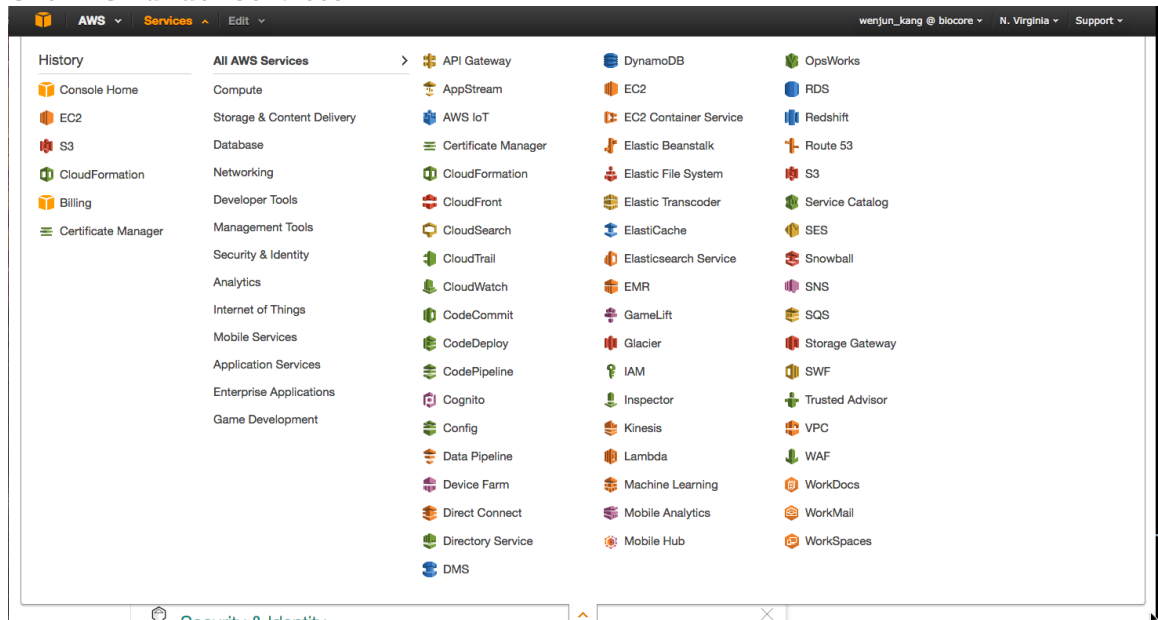 AWS Services Edit wenjun_kang @ biocore N. Virginia Support
History
Console Home
EC2
S3
CloudFormation
Billing
Certificate Manager
All AWS Services
Compute
Storage & Content Delivery
Database
Networking
Developer Tools
Management Tools
Security & Identity
Analytics
Internet of Things
Mobile Services
Application Services
Enterprise Applications
Game Development
API Gateway
AppStream
AWS IoT
Certificate Manager
CloudFormation
CloudFront
CloudSearch
CloudTrail
CloudWatch
CodeCommit
CodeDeploy
CodePipeline
Cognito
Config
Data Pipeline
Device Farm
Direct Connect
Directory Service
DMS
DynamoDB
EC2
EC2 Container Service
Elastic Beanstalk
Elastic File System
Elastic Transcoder
ElastiCache
Elasticsearch Service
EMR
GameLift
Glacier
IAM
Inspector
Kinesis
Lambda
Machine Learning
Mobile Analytics
Mobile Hub
OpsWorks
RDS
Redshift
Route 53
S3
Service Catalog
SES
Snowball
SNS
SQS
Storage Gateway
SWF
Trusted Advisor
VPC
WAF
WorkDocs
WorkMail
WorkSpaces
Security & Identity